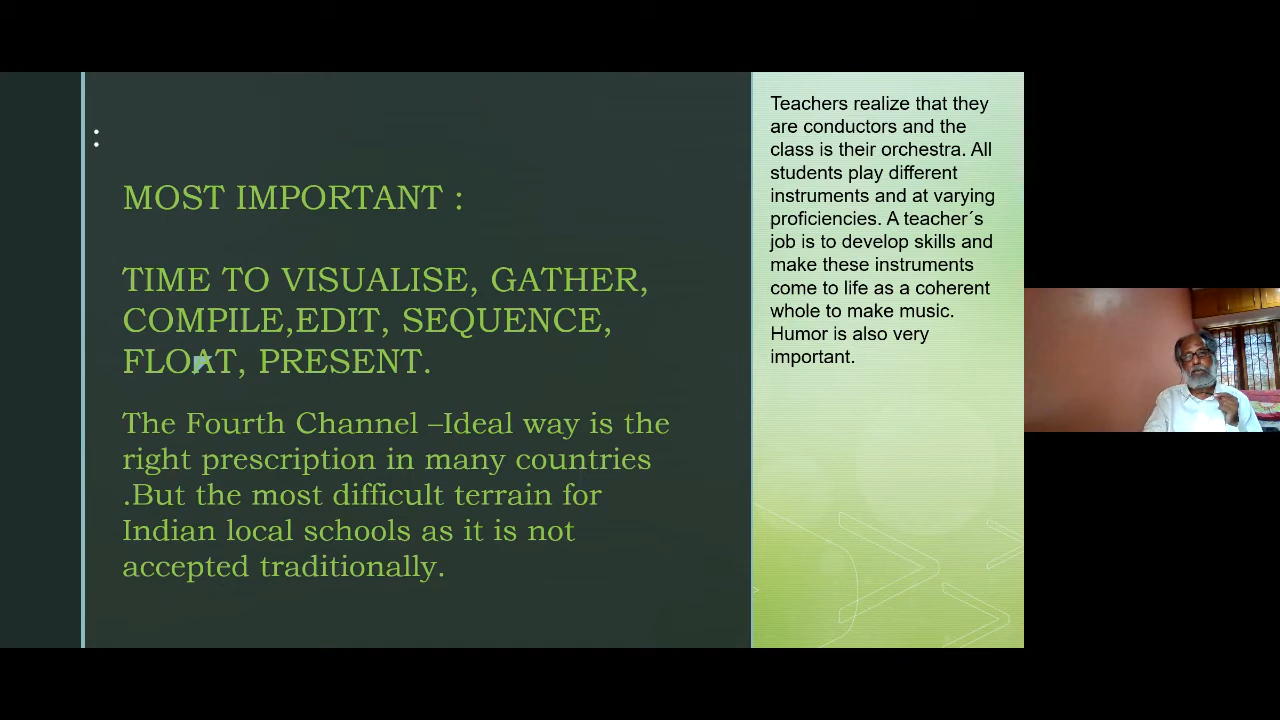 :
MOST IMPORTANT :
TIME TO VISUALISE, GATHER,
COMPILE,EDIT, SEQUENCE,
FLOAT, PRESENT.
The Fourth Channel –Ideal way is the
right prescription in many countries
.But the most difficult terrain for
Indian local schools as it is not
accepted traditionally.
Teachers realize that they
are conductors and the
class is their orchestra. All
students play different
instruments and at varying
proficiencies. A teacher´s
job is to develop skills and
make these instruments
come to life as a coherent
whole to make music.
Humor is also very
important.